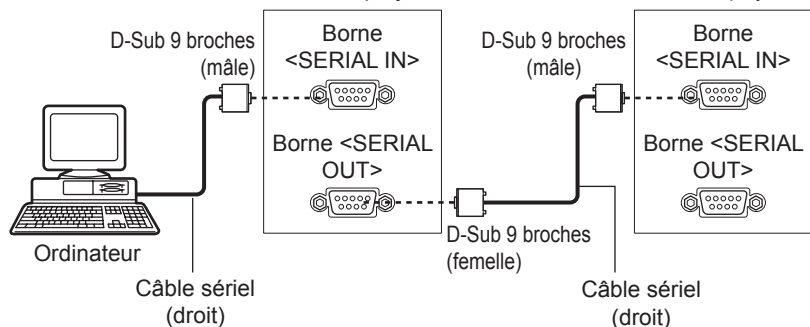 D-Sub 9 broches
(mâle)
Borne
<SERIAL IN>
Borne <SERIAL
OUT>
Ordinateur
Câble sériel
(droit)
D-Sub 9 broches
(femelle)
D-Sub 9 broches
(mâle)
Câble sériel
(droit)
Borne
<SERIAL IN>
Borne <SERIAL
OUT>